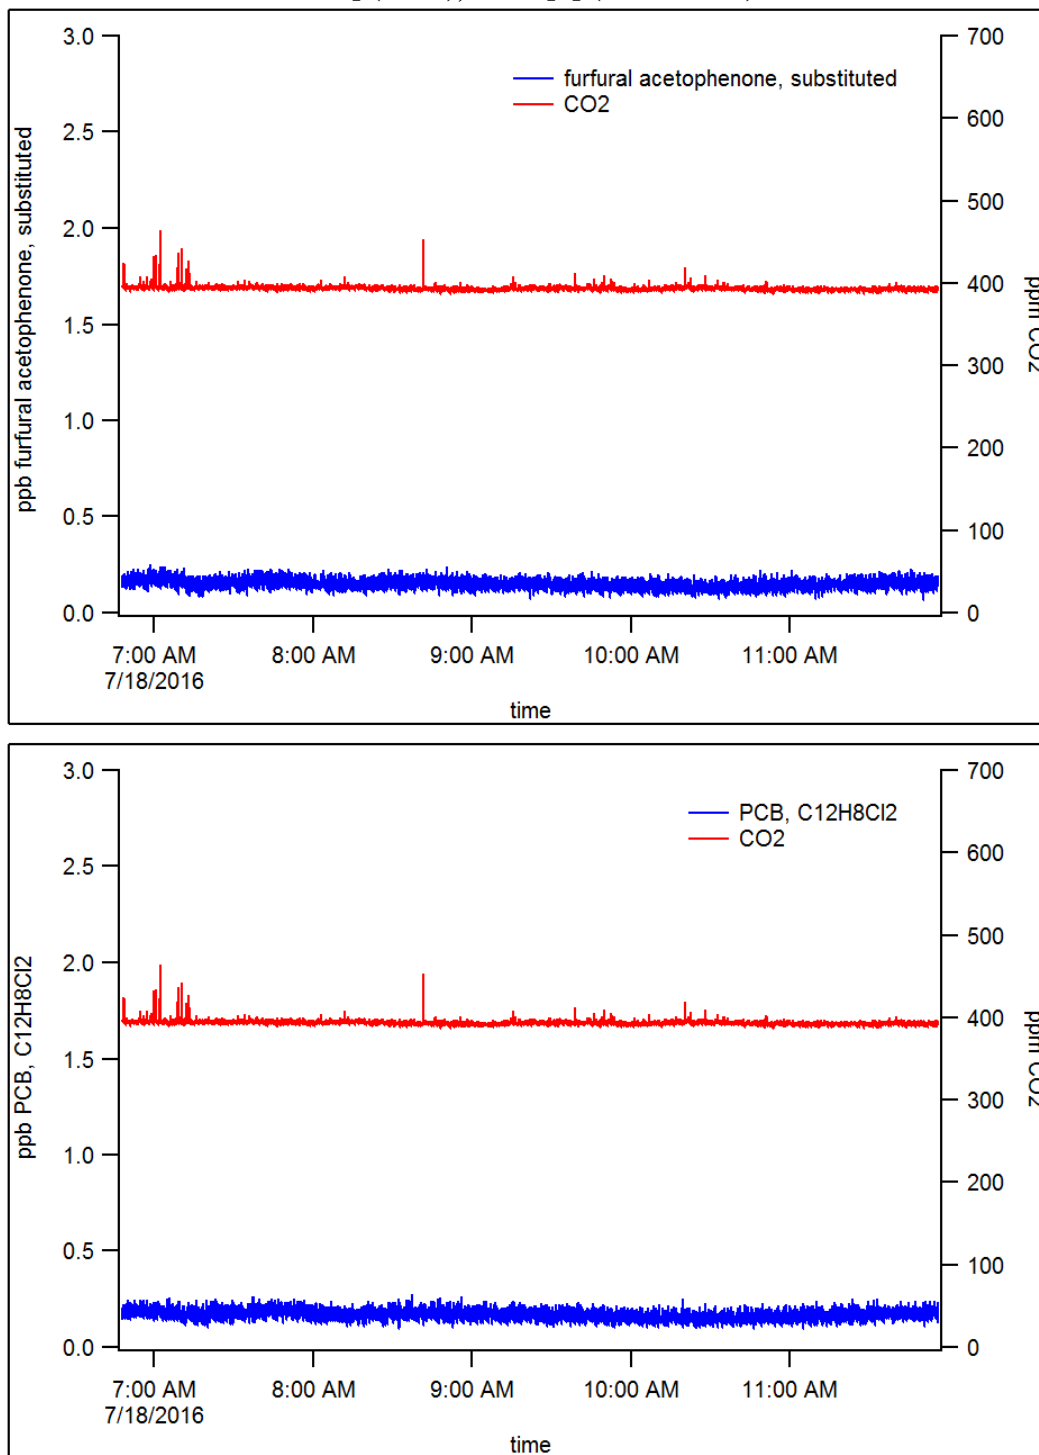 3.0
2.5
2.0
1.5
1.0
0.5
0.0
700
600
500
400
300
200
100
0
furfural acetophenone, substituted
CO2
ppb furfural acetophenone, substituted
ppm CO2
7:00 AM
7/18/2016
8:00 AM
9:00 AM
10:00 AM
11:00 AM
time
3.0
2.5
2.0
1.5
1.0
0.5
0.0
700
600
500
400
300
200
100
0
PCB, C12H8Cl2
CO2
ppb PCB, C12H8Cl2
ppm CO2
7:00 AM
7/18/2016
8:00 AM
9:00 AM
10:00 AM
11:00 AM
time